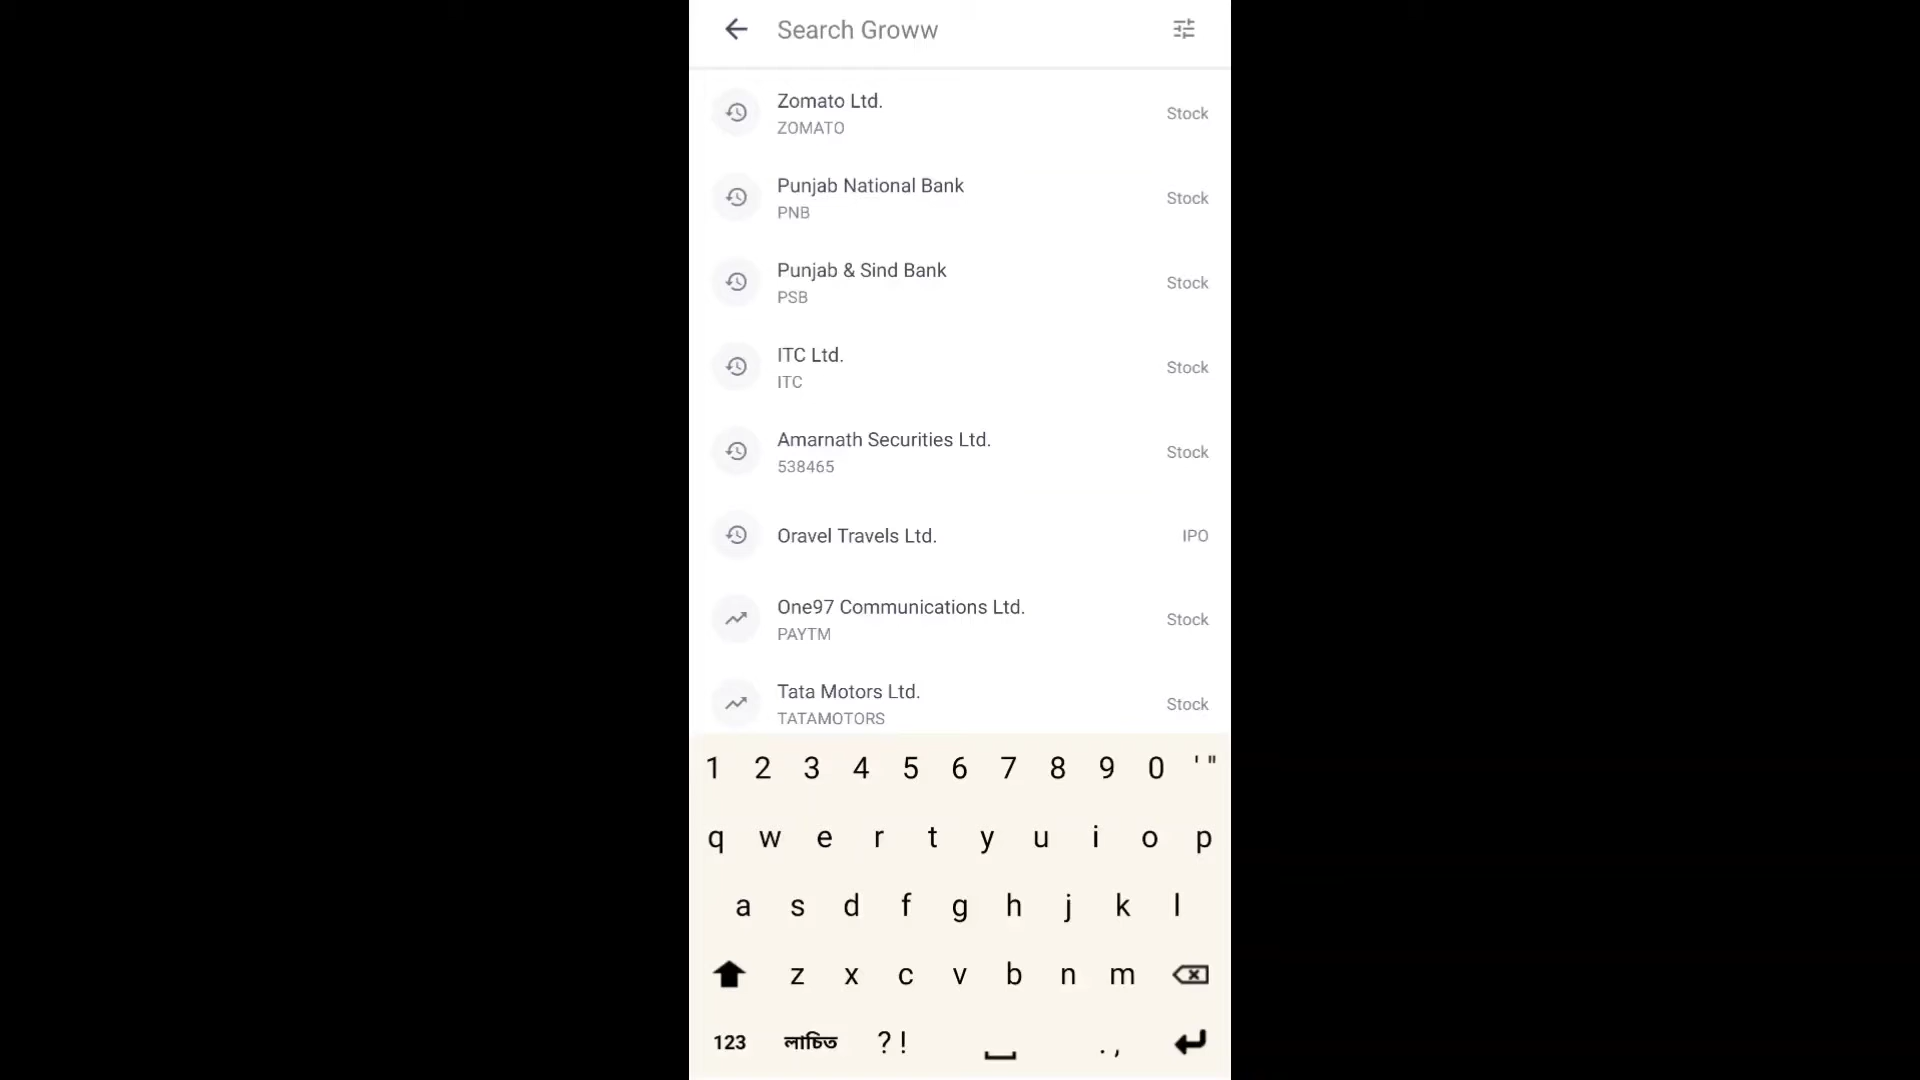 Search Groww
Zomato Ltd.
ZOMATO
Stock
Punjab National Bank
PNB
Stock
Punjab & Sind Bank
PSB
Stock
ITC Ltd.
ITC
Stock
Amarnath Securities Ltd.
538465
Stock
Oravel Travels Ltd.
IPO
One97 Communications Ltd.
PAYTM
Stock
Tata Motors Ltd.
TATAMOTORS
Stock
1 2 3 4 5 6 7 8 9 0 ' "
q w e r t y u i o p
a s d f g h j k l
z x c v b n m
123 লাচিত ? ! . ,